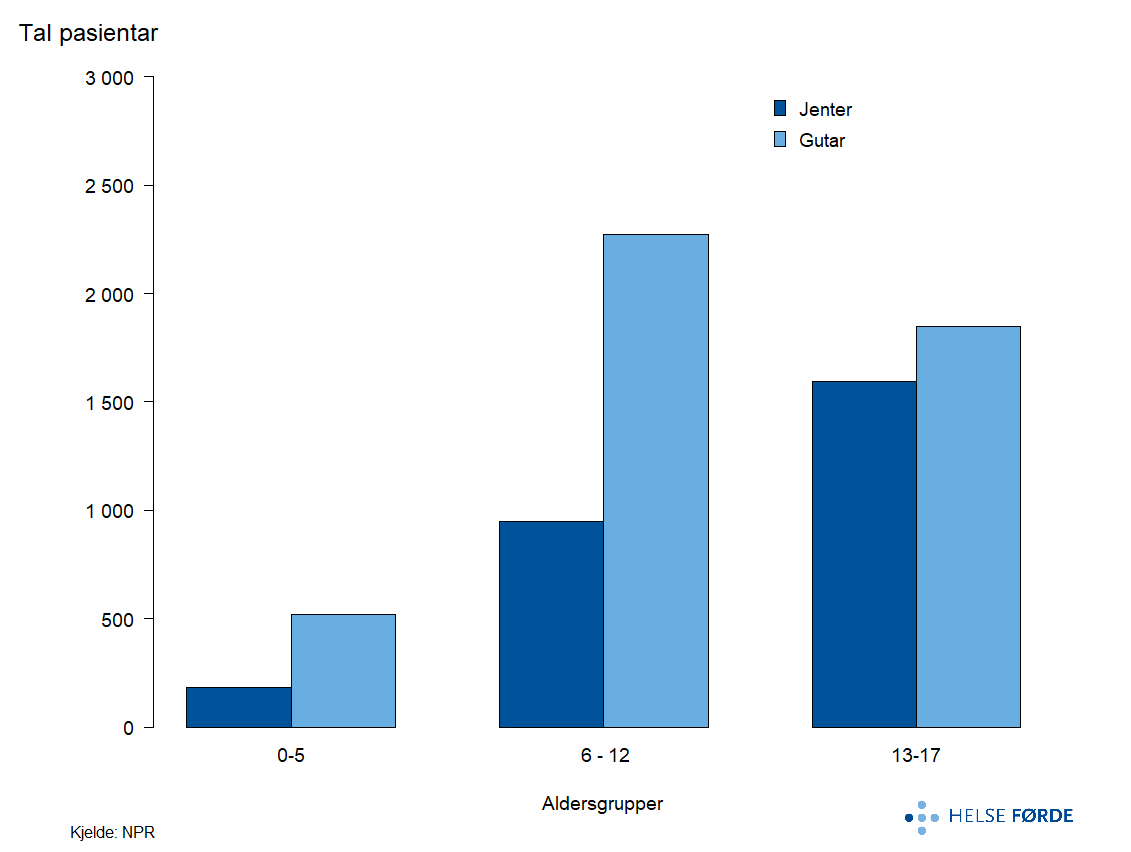 Tal pasientar
3 000
2 500
2 000
1 500
1 000
500
0
Jenter
Gutar
0-5
6 - 12
13-17
Aldersgrupper
Kjelde: NPR
HELSE FØRDE